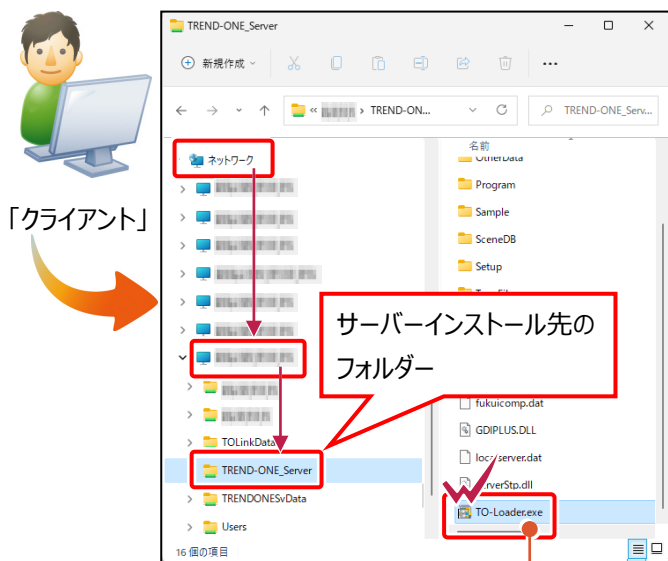 TREND-ONE_Server
新規作成
« › TREND-ON...
TREND-ONE_Serv...
「クライアント」
ネットワーク
TOLinkData
TREND-ONE_Server
TRENDONESvData
Users
16 個の項目
名前
OtherData
Program
Sample
SceneDB
Setup
サーバーインストール先の
フォルダー
fukuicomp.dat
GDIPLUS.DLL
localserver.dat
TO-Loader.exe